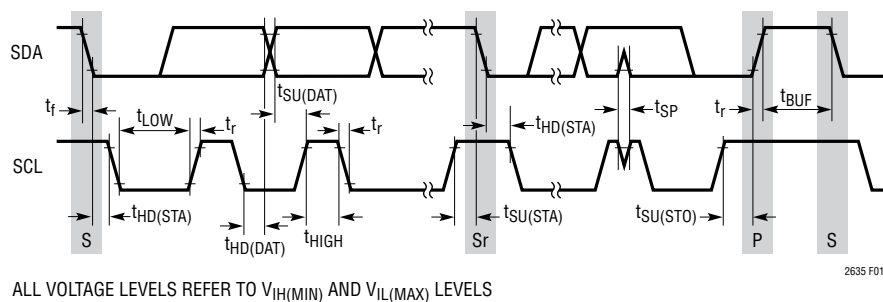 SDA
tSU(DAT)
tf
tLOW
tr
tr
tHD(STA)
tSP
tr
tBUF
SCL
tHD(STA)
tHD(DAT)
tHIGH
tSU(STA)
tSU(STO)
S
Sr
P
S
2635 F01
ALL VOLTAGE LEVELS REFER TO VIH(MIN) AND VIL(MAX) LEVELS